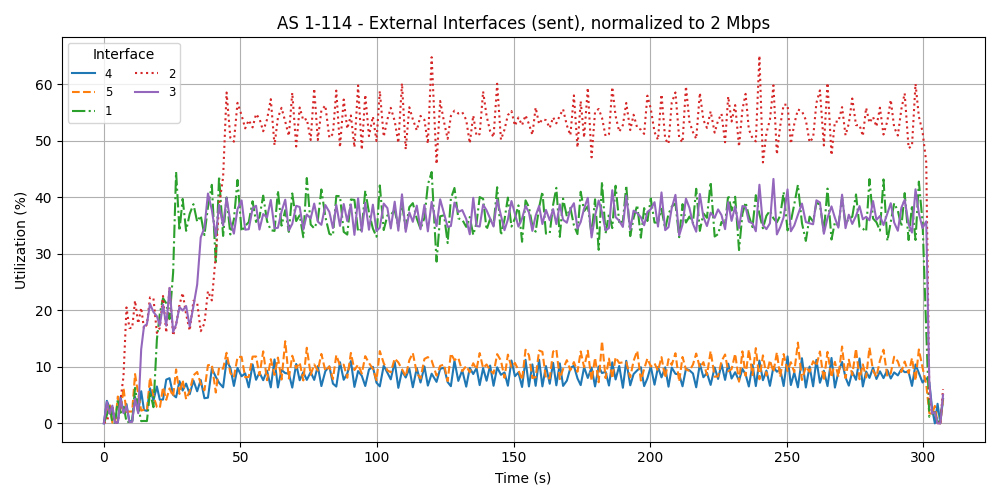 AS 1-114 - External Interfaces (sent), normalized to 2 Mbps
Interface
4 2
5 3
1
Utilization (%)
60
50
40
30
20
10
0
0 50 100 150 200 250 300
Time (s)